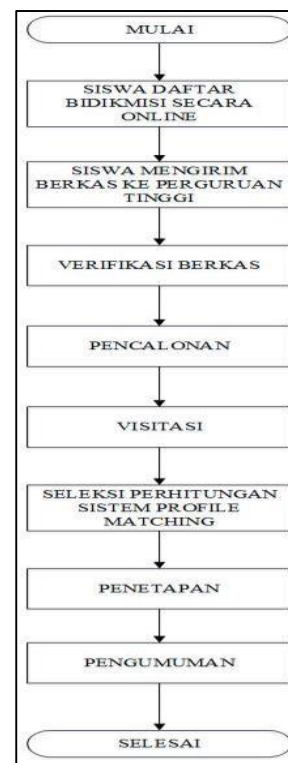 MULAI
SISWA DAFTAR
BIDIKMISI SECARA
ONLINE
SISWA MENGIRIM
BERKAS KE PERGURUAN
TINGGI
VERIFIKASI BERKAS
PENCALONAN
VISITASI
SELEKSI PERHITUNGAN
SISTEM PROFILE
MATCHING
PENETAPAN
PENGUMUMAN
SELESAI